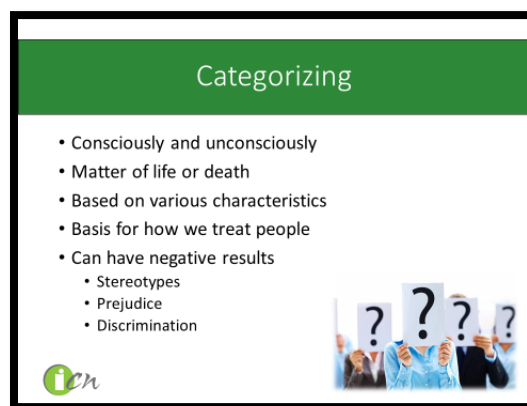 Categorizing
• Consciously and unconsciously
• Matter of life or death
• Based on various characteristics
• Basis for how we treat people
• Can have negative results
• Stereotypes
• Prejudice
• Discrimination
? ? ? ?
icn